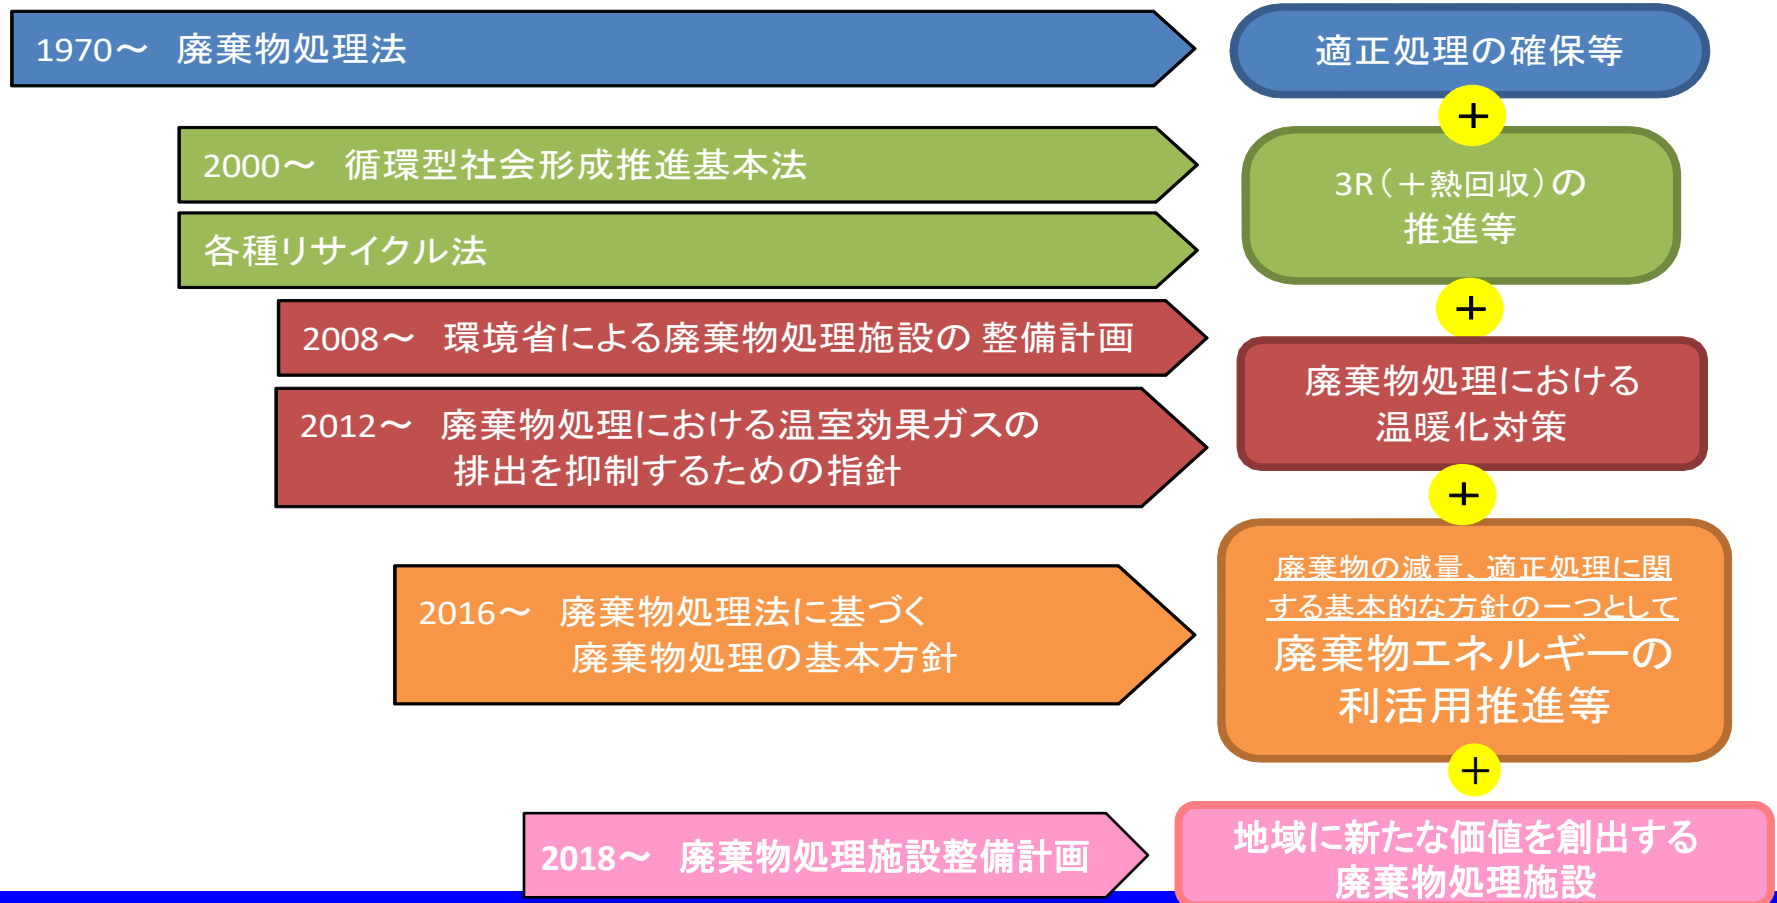 1970～　廃棄物処理法
適正処理の確保等
＋
2000～　循環型社会形成推進基本法
各種リサイクル法
3R（＋熱回収）の
推進等
＋
2008～　環境省による廃棄物処理施設の 整備計画
2012～　廃棄物処理における温室効果ガスの
排出を抑制するための指針
廃棄物処理における
温暖化対策
＋
2016～　廃棄物処理法に基づく
廃棄物処理の基本方針
廃棄物の減量、適正処理に関
する基本的な方針の一つとして
廃棄物エネルギーの
利活用推進等
＋
2018～　廃棄物処理施設整備計画
地域に新たな価値を創出する
廃棄物処理施設